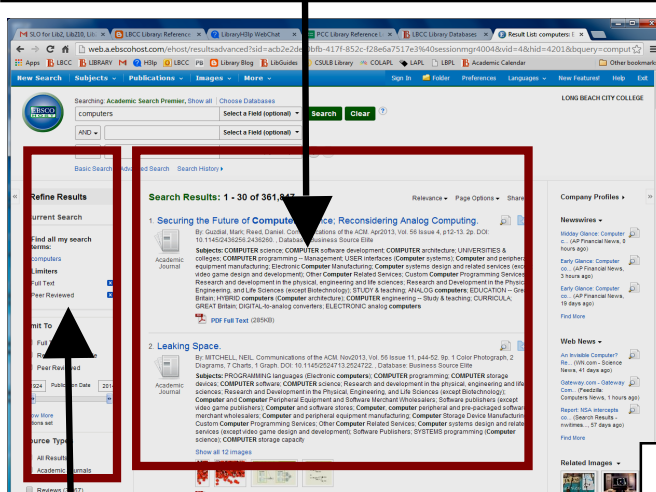 SLO for Lib2, Lib210, Lib
LBCC Library Reference
LibraryH3lp WebChat
PCC Library Reference
LBCC Library Databases
Result List: computers: E
web.a.ebscohost.com/ehost/resultsadvanced?sid=acb2e2de
bfb-417f-852c-f28e6a7517e3%40sessionmgr4004&vid=4&hid=4201&bquery=comput
Apps LBCC LIBRARY H3lp LBCC PB Library Blog LibGuides CSULB Library COLAPL LAPL LBPL Academic Calendar Other bookmarks
New Search Subjects Publications Images More Sign In Folder Preferences Languages New Features! Help Exit
LONG BEACH CITY COLLEGE
EBSCO HOST
Searching: Academic Search Premier, Show all Choose Databases
computers Select a Field (optional) Search Clear
AND Select a Field (optional)
Basic Search Advanced Search Search History
Refine Results
Current Search
Find all my search
terms:
computers
Limiters
Full Text
Peer Reviewed
Limit To
Full
Peer Reviewed
1924 Publication Date 201
Show More
Source Types
All Results
Academic Journals
Reviews
Search Results: 1 - 30 of 361,847
Relevance Page Options Share
1. Securing the Future of Computer Science; Reconsidering Analog Computing.
Academic
Journal
By: Guzdial, Mark; Reed, Daniel. Communications of the ACM. Apr2013, Vol. 56 Issue 4, p12-13. 2p. DOI:
10.1145/2436256.2436260. , Database: Business Source Elite
Subjects: COMPUTER science; COMPUTER software development; COMPUTER architecture; UNIVERSITIES &
colleges; COMPUTER programming -- Management; USER interfaces (Computer systems); Computer and peripheral
equipment manufacturing; Electronic Computer Manufacturing; Computer systems design and related services (exc
video game design and development); Other Computer Related Services; Custom Computer Programming Services
Research and Development in the physical, engineering and life sciences; Research and Development in the Physic
Engineering, and Life Sciences (except Biotechnology); STUDY & teaching; ANALOG computers; EDUCATION -- Grea
Britain; HYBRID computers (Computer architecture); COMPUTER engineering -- Study & teaching; CURRICULA;
GREAT Britain; DIGITAL-to-analog converters; ELECTRONIC analog computers
PDF Full Text (285KB)
2. Leaking Space.
Academic
Journal
By: MITCHELL, NEIL. Communications of the ACM. Nov2013, Vol. 56 Issue 11, p44-52. 9p. 1 Color Photograph, 2
Diagrams, 7 Charts, 1 Graph. DOI: 10.1145/2524713.2524722. , Database: Business Source Elite
Subjects: PROGRAMMING languages (Electronic computers); COMPUTER programming; COMPUTER storage
devices; COMPUTER software; COMPUTER science; Research and development in the physical, engineering and life
sciences; Research and Development in the Physical, Engineering, and Life Sciences (except Biotechnology);
Computer and Computer Peripheral Equipment and Software Merchant Wholesalers; Software publishers (except
video game publishers); Computer and software stores; Computer, computer peripheral and pre-packaged software
merchant wholesalers; Computer and peripheral equipment manufacturing; Computer Storage Device Manufacturin
Custom Computer Programming Services; Other Computer Related Services; Computer systems design and relate
services (except video game design and development); Software Publishers; SYSTEMS programming (Computer
science); COMPUTER storage capacity
Show all 12 images
Company Profiles
Newswires
Midday Glance: Computer
co... (AP Financial News, 0
hours ago)
Early Glance: Computer
co... (AP Financial News,
3 hours ago)
Early Glance: Computer
co... (AP Financial News,
19 days ago)
Find More
Web News
An Invisible Computer?
Re... (WN.com - Science
News, 41 days ago)
Gateway.com - Gateway
Com... (Feedzilla:
Computers News, 1 hours ago)
Report: NSA intercepts
co... (Search Results -
nwitimes..., 57 days ago)
Find More
Related Images